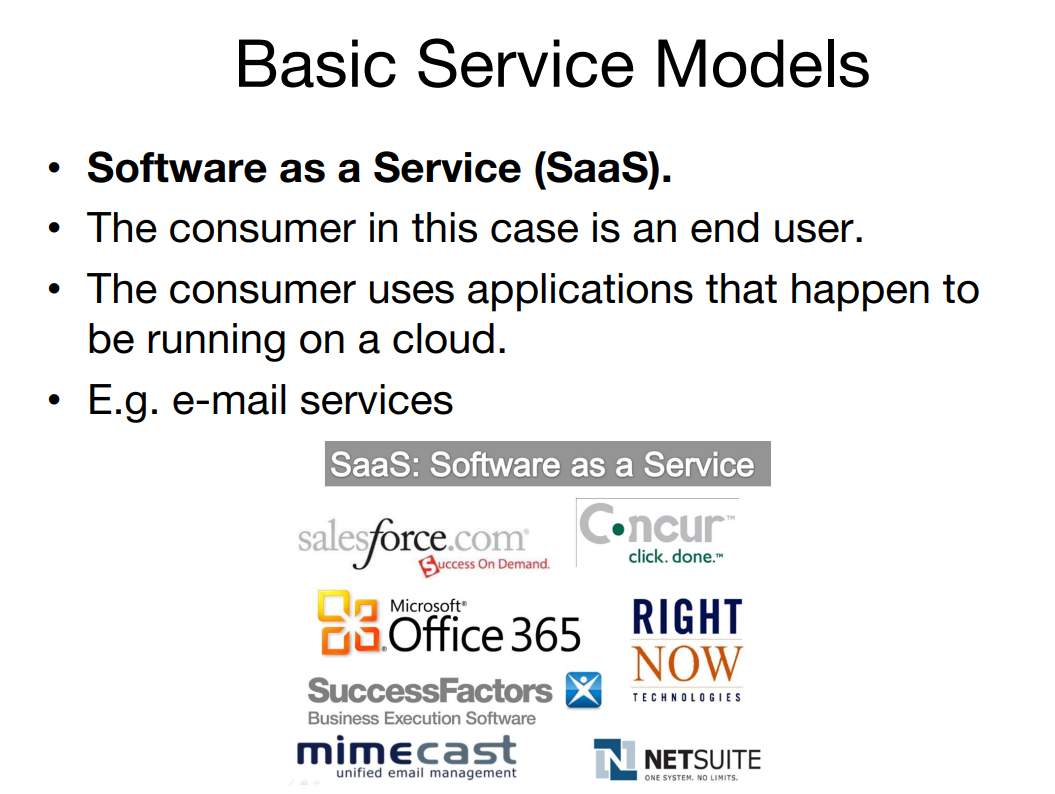 Basic Service Models
• Software as a Service (SaaS).
• The consumer in this case is an end user.
• The consumer uses applications that happen to
be running on a cloud.
• E.g. e-mail services
SaaS: Software as a Service
salesforce.com®
Success On Demand.
Concur™
click. done.™
Microsoft®
Office 365
RIGHT
NOW
TECHNOLOGIES
SuccessFactors
Business Execution Software
mimecast
unified email management
N NETSUITE
ONE SYSTEM. NO LIMITS.